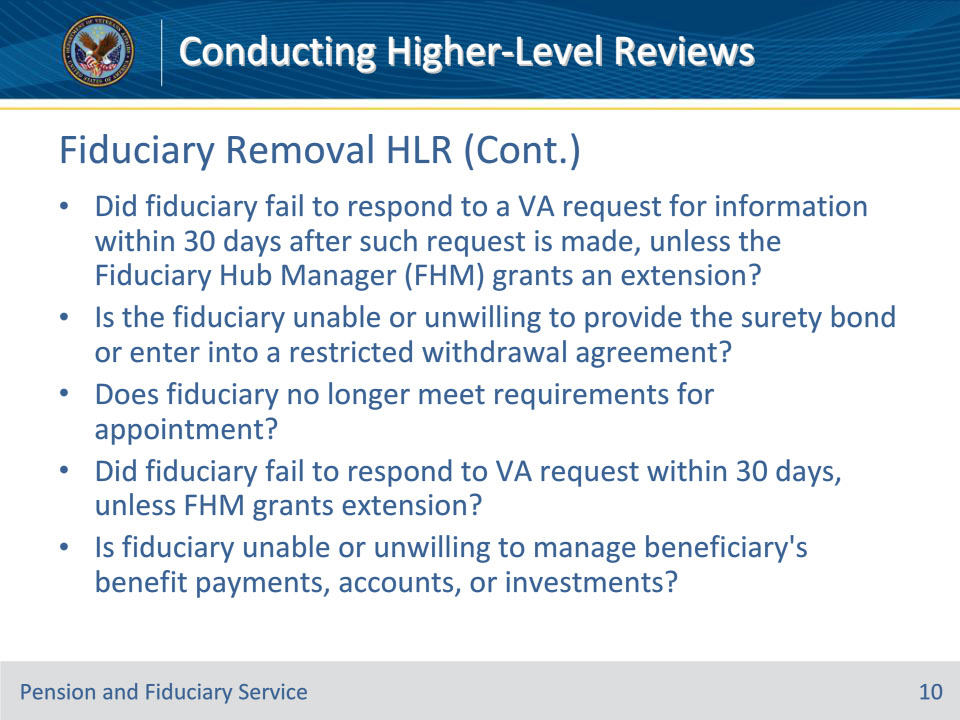 Conducting Higher-Level Reviews
Fiduciary Removal HLR (Cont.)
• Did fiduciary fail to respond to a VA request for information
within 30 days after such request is made, unless the
Fiduciary Hub Manager (FHM) grants an extension?
• Is the fiduciary unable or unwilling to provide the surety bond
or enter into a restricted withdrawal agreement?
• Does fiduciary no longer meet requirements for
appointment?
• Did fiduciary fail to respond to VA request within 30 days,
unless FHM grants extension?
• Is fiduciary unable or unwilling to manage beneficiary's
benefit payments, accounts, or investments?
Pension and Fiduciary Service
10